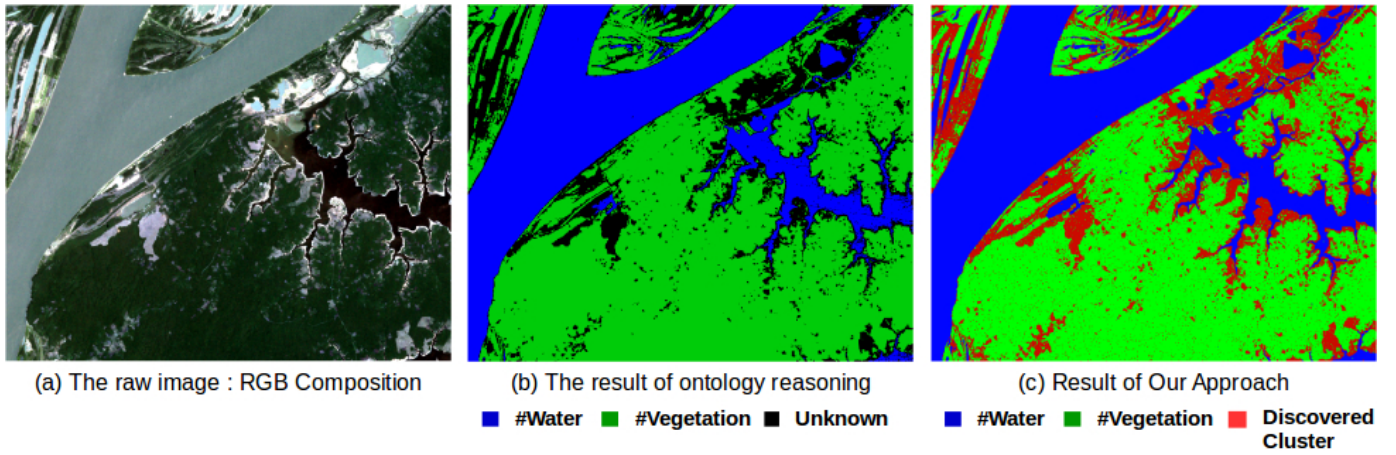 (a) The raw image : RGB Composition
(b) The result of ontology reasoning
(c) Result of Our Approach
#Water #Vegetation Unknown
#Water #Vegetation Discovered
Cluster